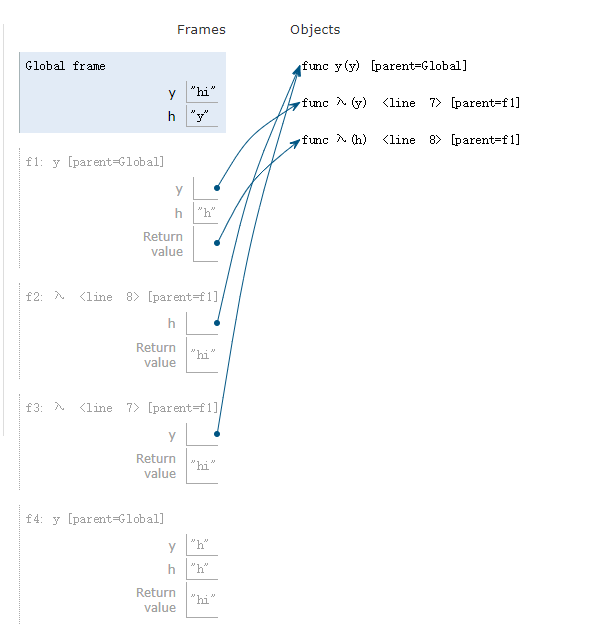 Frames Objects
Global frame
y "hi"
h "y"
func y(y) [parent=Global]
func λ(y) <line 7> [parent=f1]
func λ(h) <line 8> [parent=f1]
f1: y [parent=Global]
y
h "h"
Return
value
f2: λ <line 8> [parent=f1]
h
Return
value "hi"
f3: λ <line 7> [parent=f1]
y
Return
value "hi"
f4: y [parent=Global]
y "h"
h "h"
Return
value "hi"